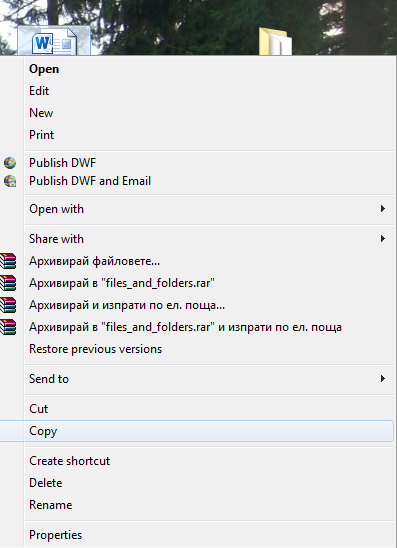 W
Open
Edit
New
Print
Publish DWF
Publish DWF and Email
Open with
Share with
Архивирай файловете...
Архивирай в "files_and_folders.rar"
Архивирай и изпрати по ел. поща...
Архивирай в "files_and_folders.rar" и изпрати по ел. поща
Restore previous versions
Send to
Cut
Copy
Create shortcut
Delete
Rename
Properties